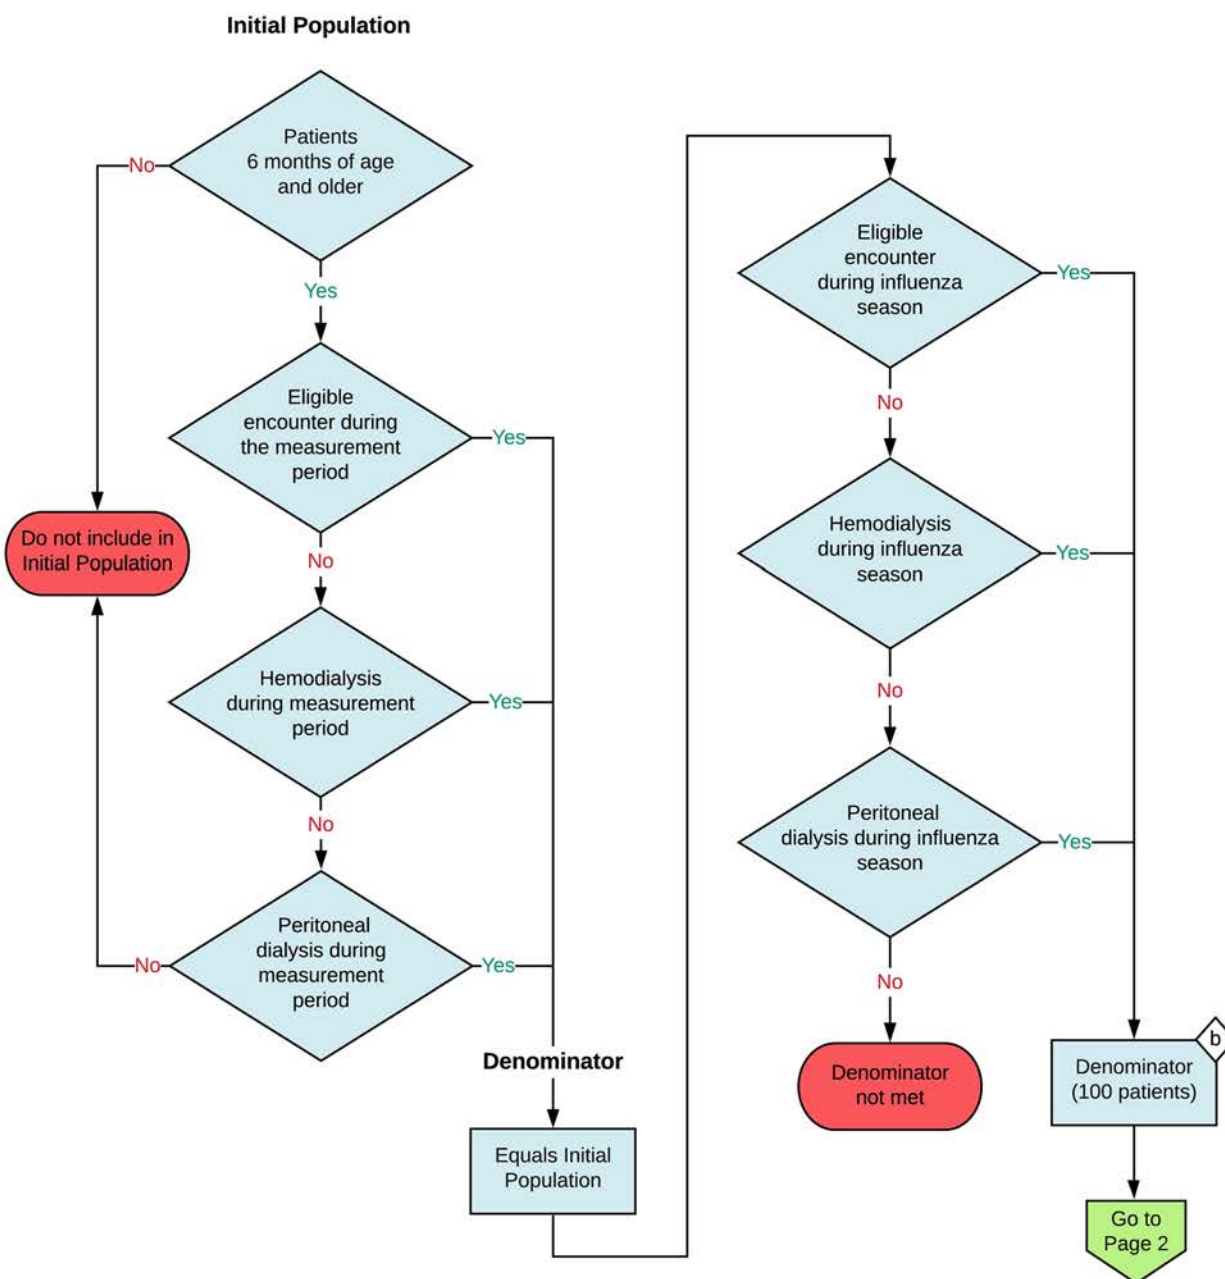 Initial Population
Patients
6 months of age
and older
No
Yes
Eligible
encounter during
the measurement
period
Yes
No
Do not include in
Initial Population
Hemodialysis
during measurement
period
Yes
No
Peritoneal
dialysis during
measurement
period
No
Yes
Denominator
Equals Initial
Population
Eligible
encounter
during influenza
season
Yes
No
Hemodialysis
during influenza
season
Yes
No
Peritoneal
dialysis during influenza
season
Yes
No
Denominator
not met
b
Denominator
(100 patients)
Go to
Page 2